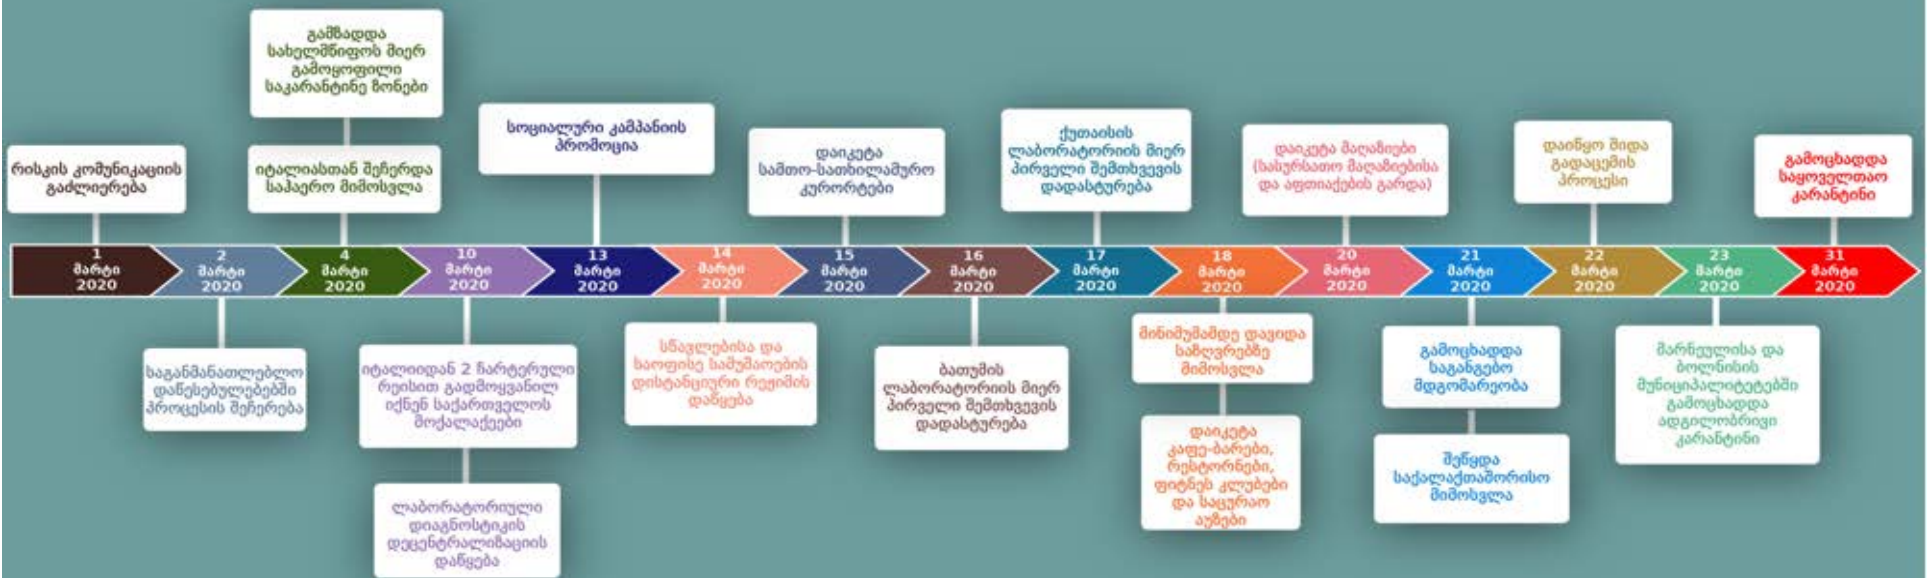 რისკის კომუნიკაციის
გაძლიერება
1
მარტი
2020
2
მარტი
2020
საგანმანათლებლო
დაწესებულებებში
პროცესის შეჩერება
გამზადდა
სახელმწიფოს მიერ
გამოყოფილი
საკარანტინე ზონები
იტალიასთან შეჩერდა
საჰაერო მიმოსვლა
4
მარტი
2020
10
მარტი
2020
იტალიიდან 2 ჩარტერული
რეისით გადმოყვანილ
იქნენ საქართველოს
მოქალაქეები
ლაბორატორიული
დიაგნოსტიკის
დეცენტრალიზაციის
დაწყება
სოციალური კამპანიის
პრომოცია
13
მარტი
2020
14
მარტი
2020
სწავლებისა და
საოფისე სამუშაოების
დისტანციური რეჟიმის
დაწყება
დაიკეტა
სამთო-სათხილამურო
კურორტები
15
მარტი
2020
16
მარტი
2020
ბათუმის
ლაბორატორიის მიერ
პირველი შემთხვევის
დადასტურება
ქუთაისის
ლაბორატორიის მიერ
პირველი შემთხვევის
დადასტურება
17
მარტი
2020
18
მარტი
2020
მინიმუმამდე დავიდა
საზღვრებზე
მიმოსვლა
დაიკეტა
კაფე-ბარები,
რესტორნები,
ფიტნეს კლუბები
და საცურაო
აუზები
დაიკეტა მაღაზიები
(სასურსათო მაღაზიებისა
და აფთიაქების გარდა)
20
მარტი
2020
21
მარტი
2020
გამოცხადდა
საგანგებო
მდგომარეობა
შეწყდა
საქალაქთაშორისო
მიმოსვლა
დაიწყო შიდა
გადაცემის
პროცესი
22
მარტი
2020
23
მარტი
2020
მარნეულისა და
ბოლნისის
მუნიციპალიტეტებში
გამოცხადდა
ადგილობრივი
კარანტინი
გამოცხადდა
საყოველთაო
კარანტინი
31
მარტი
2020